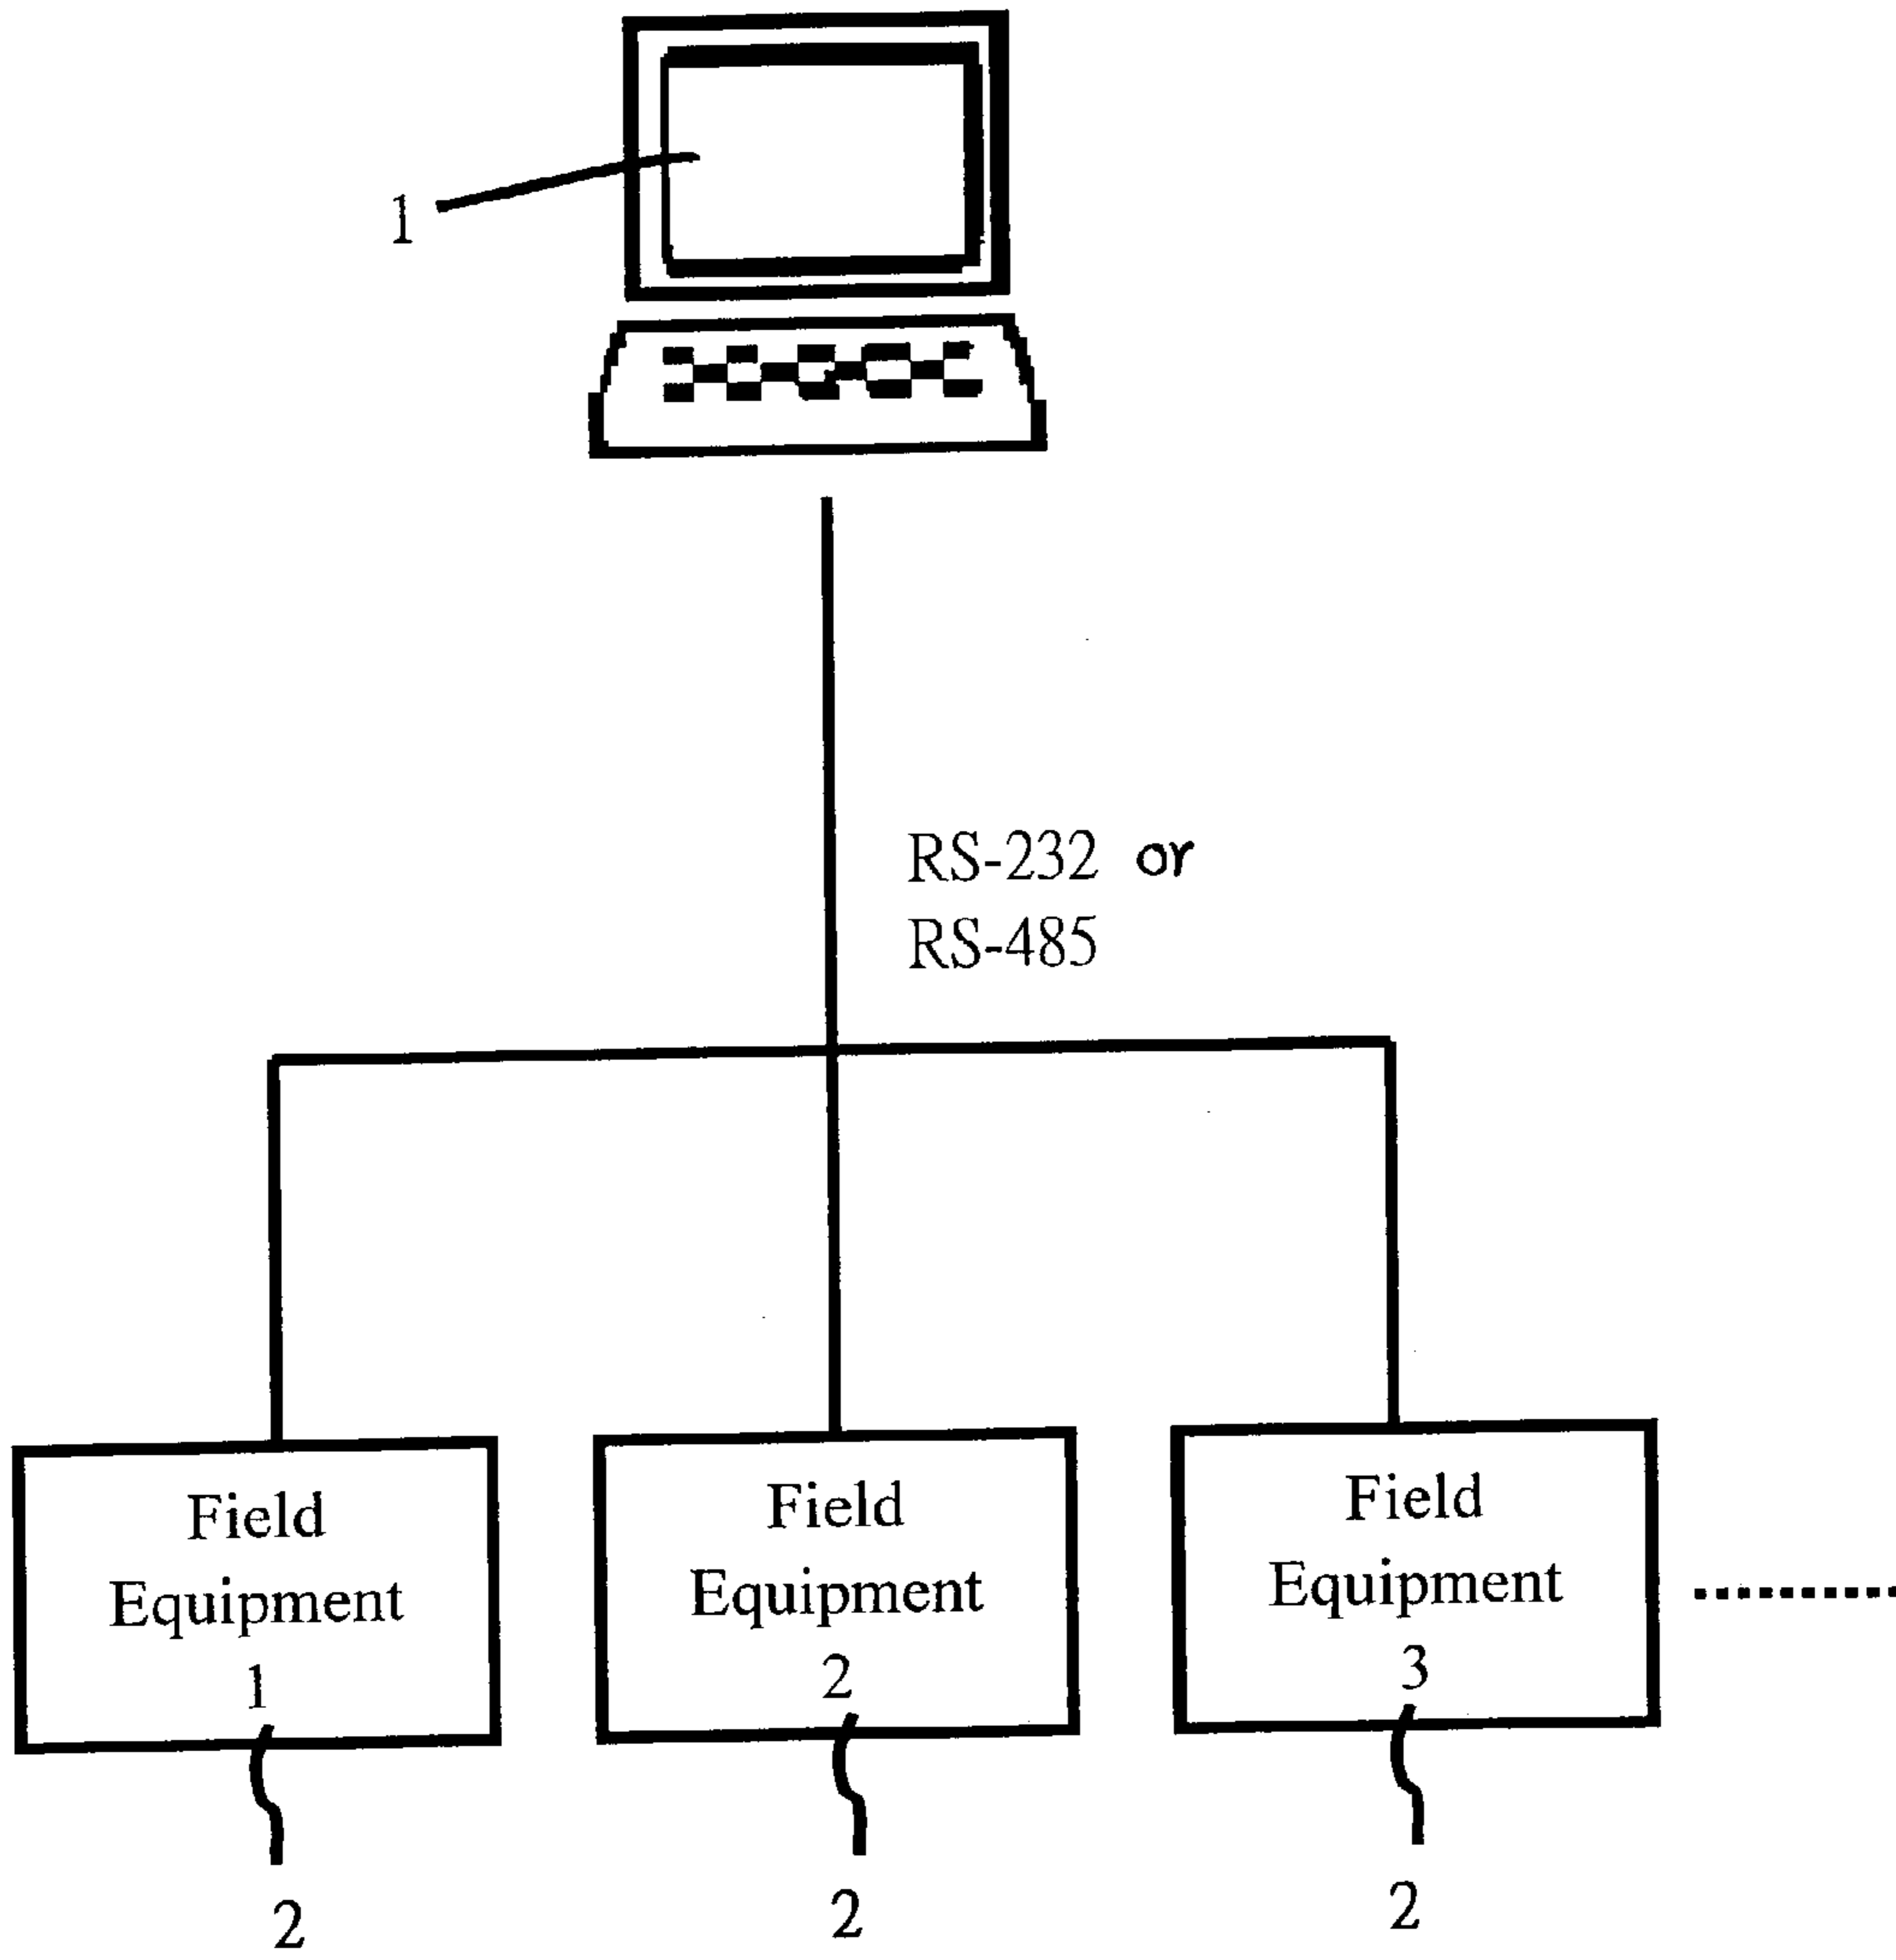 1
RS-232 or
RS-485
Field
Equipment
1
Field
Equipment
2
Field
Equipment
3
2
2
2